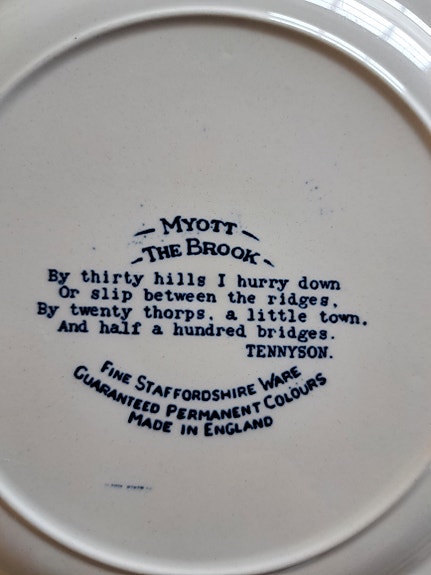 MYOTT
THE BROOK
By thirty hills I hurry down
Or slip between the ridges,
By twenty thorps, a little town,
And half a hundred bridges.
TENNYSON.
FINE STAFFORDSHIRE WARE
GUARANTEED PERMANENT COLOURS
MADE IN ENGLAND